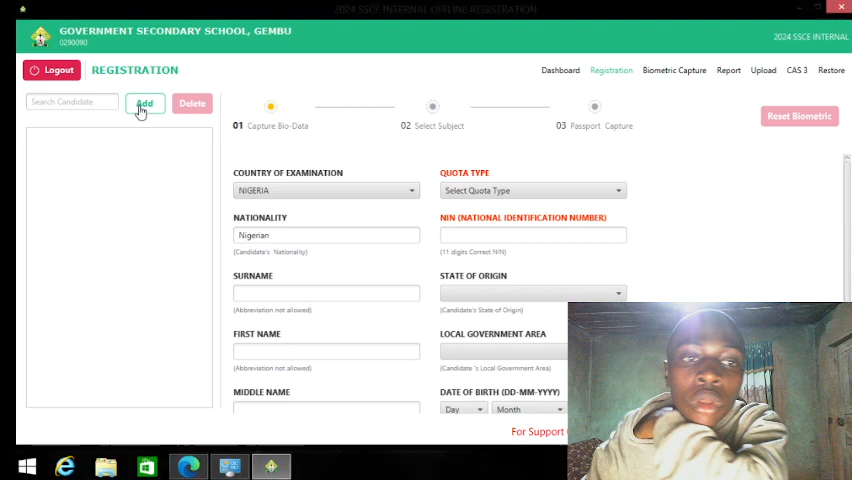 2024 SSCE INTERNAL OFFLINE REGISTRATION
GOVERNMENT SECONDARY SCHOOL, GEMBU
0290090
2024 SSCE INTERNAL
Logout
REGISTRATION
Dashboard Registration Biometric Capture Report Upload CAS 3 Restore
Search Candidate Add Delete
01 Capture Bio-Data
02 Select Subject
03 Passport Capture
Reset Biometric
COUNTRY OF EXAMINATION
NIGERIA
QUOTA TYPE
Select Quota Type
NATIONALITY
Nigerian
(Candidate's Nationality)
NIN (NATIONAL IDENTIFICATION NUMBER)
(11 digits Correct NIN)
SURNAME
(Abbreviation not allowed)
STATE OF ORIGIN
(Candidate's State of Origin)
FIRST NAME
(Abbreviation not allowed)
LOCAL GOVERNMENT AREA
(Candidate 's Local Government Area)
MIDDLE NAME
DATE OF BIRTH (DD-MM-YYYY)
Day Month
For Support